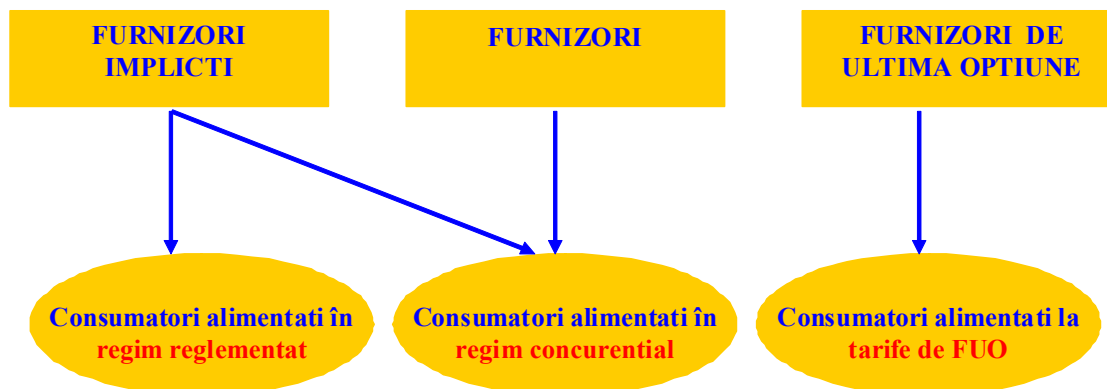 FURNIZORI
IMPLICTI
FURNIZORI
FURNIZORI DE
ULTIMA OPTIUNE
Consumatori alimentati în
regim reglementat
Consumatori alimentati în
regim concurential
Consumatori alimentati la
tarife de FUO